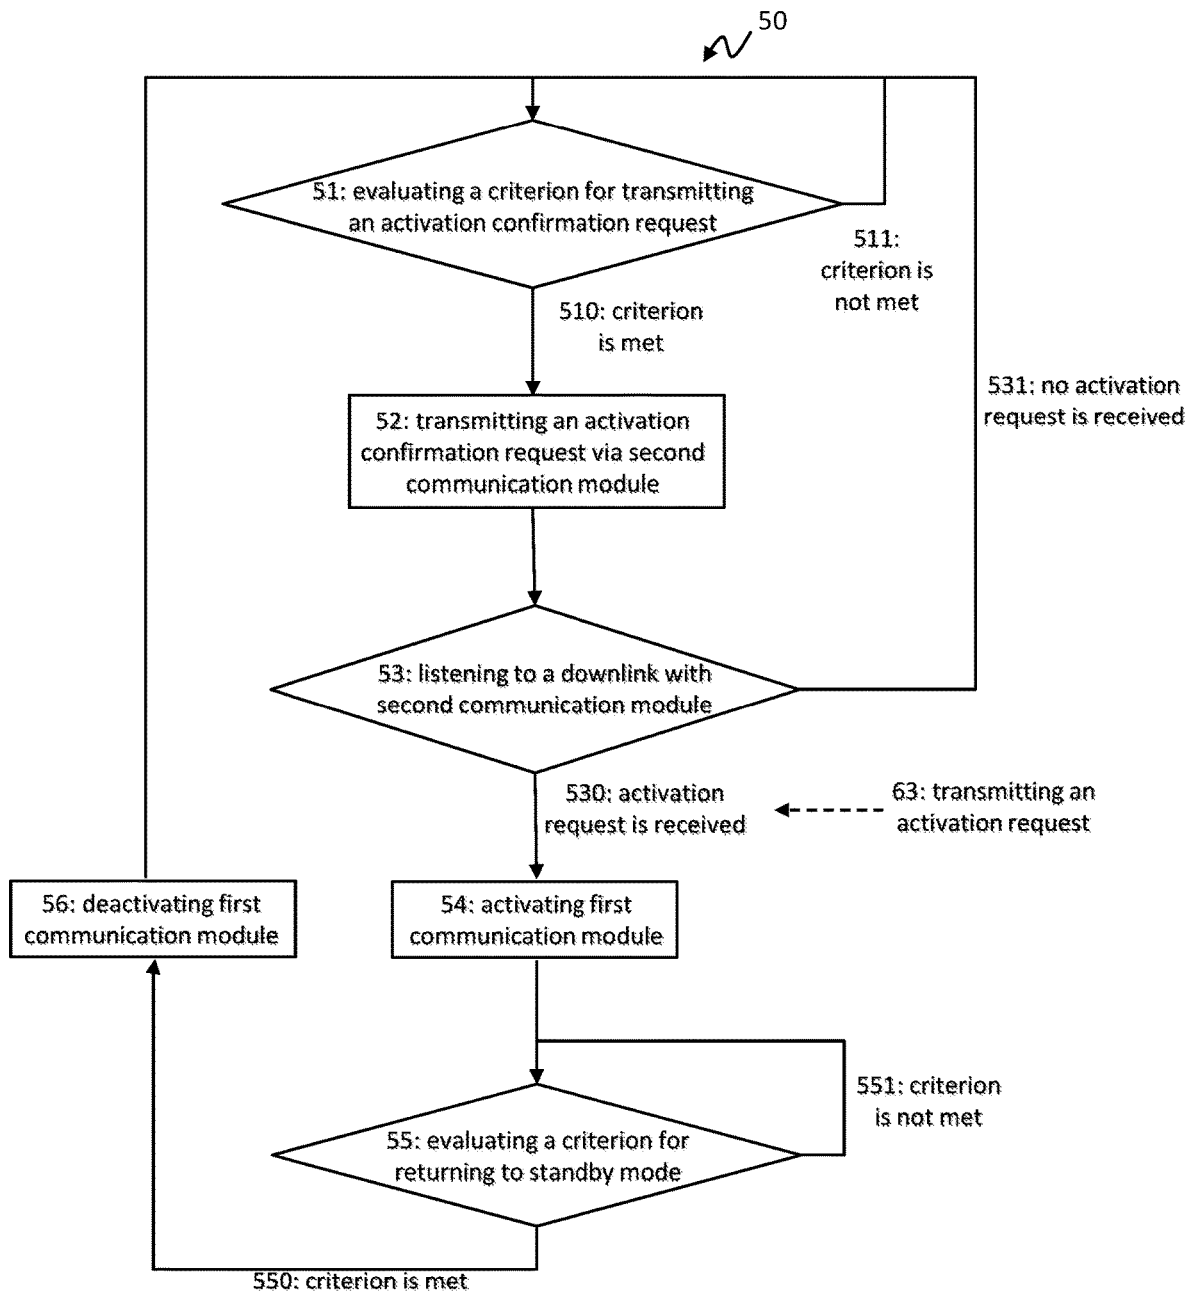 50
51: evaluating a criterion for transmitting
an activation confirmation request
511:
criterion is
not met
510: criterion
is met
531: no activation
request is received
52: transmitting an activation
confirmation request via second
communication module
53: listening to a downlink with
second communication module
530: activation
request is received
63: transmitting an
activation request
56: deactivating first
communication module
54: activating first
communication module
551: criterion
is not met
55: evaluating a criterion for
returning to standby mode
550: criterion is met